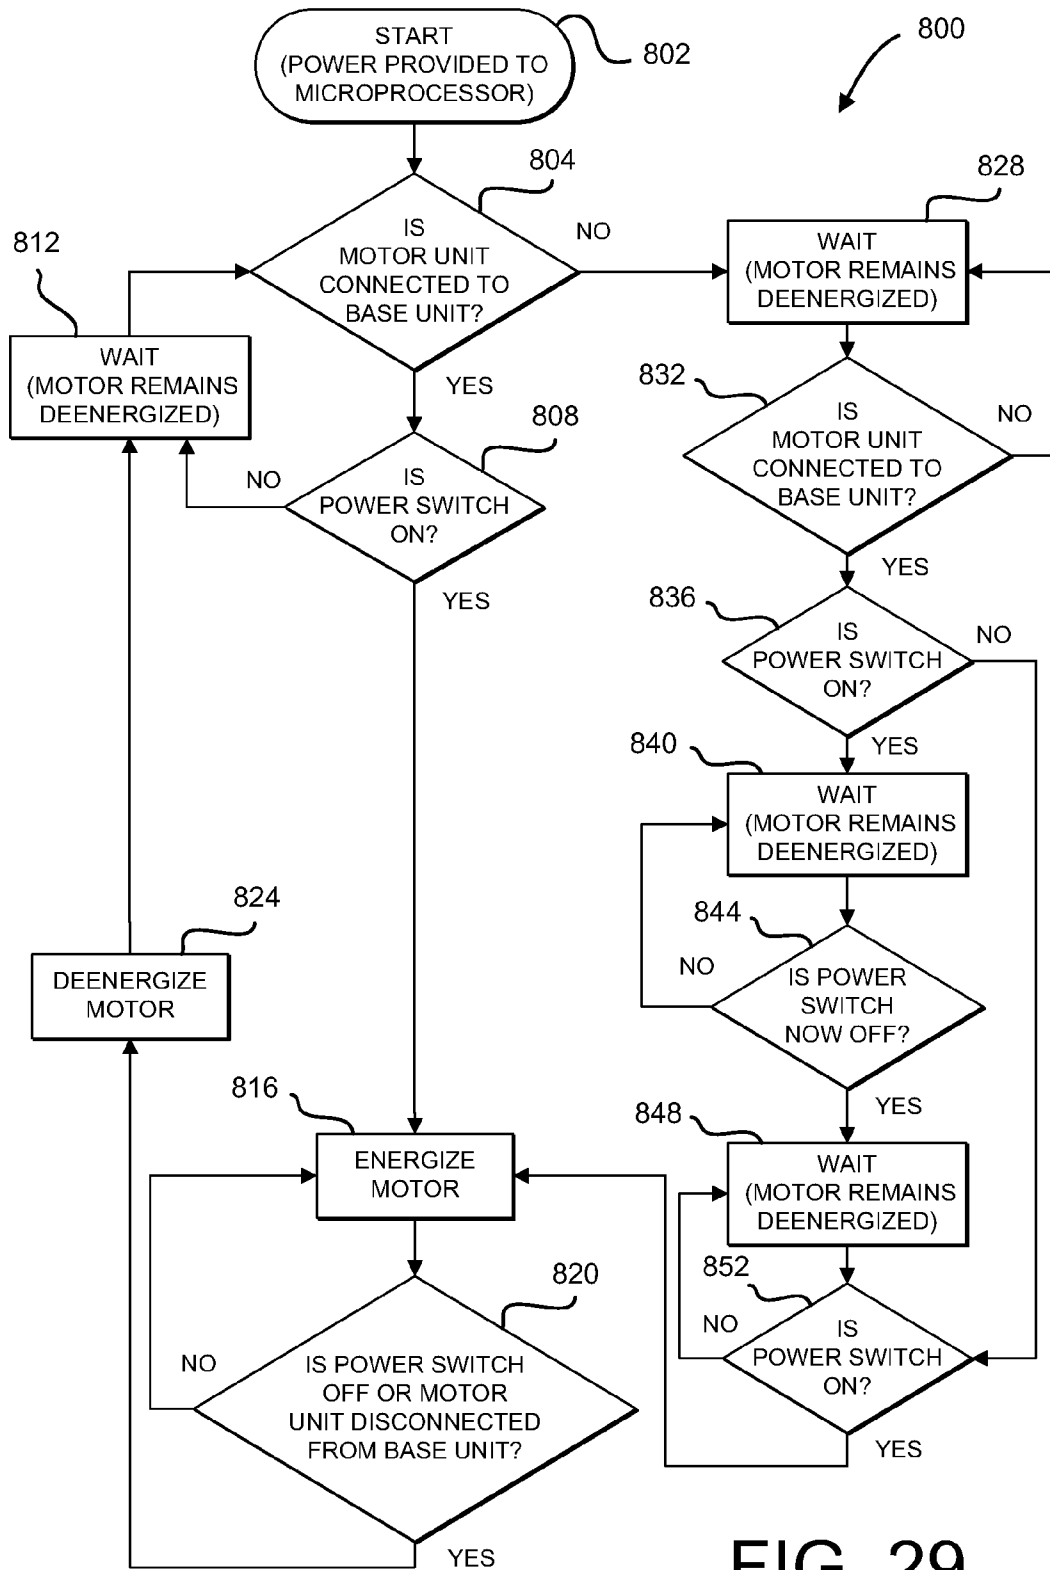 START
(POWER PROVIDED TO
MICROPROCESSOR)
802
800
804
IS
MOTOR UNIT
CONNECTED TO
BASE UNIT?
NO
YES
828
WAIT
(MOTOR REMAINS
DEENERGIZED)
812
WAIT
(MOTOR REMAINS
DEENERGIZED)
832
IS
MOTOR UNIT
CONNECTED TO
BASE UNIT?
NO
YES
808
IS
POWER SWITCH
ON?
NO
YES
836
IS
POWER SWITCH
ON?
NO
YES
840
WAIT
(MOTOR REMAINS
DEENERGIZED)
844
IS POWER
SWITCH
NOW OFF?
NO
YES
824
DEENERGIZE
MOTOR
816
ENERGIZE
MOTOR
848
WAIT
(MOTOR REMAINS
DEENERGIZED)
852
IS
POWER SWITCH
ON?
NO
YES
820
IS POWER SWITCH
OFF OR MOTOR
UNIT DISCONNECTED
FROM BASE UNIT?
NO
YES
FIG. 29